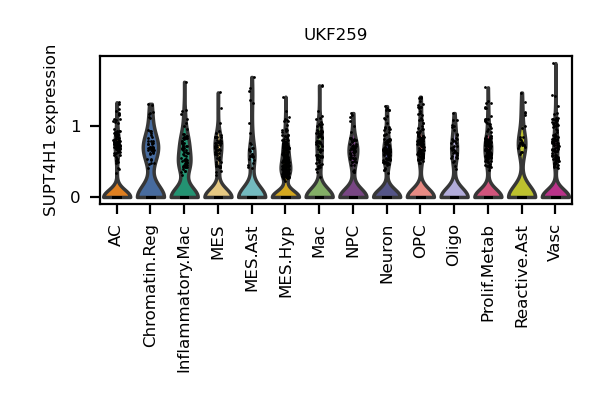 UKF259
SUPT4H1 expression
1
0
AC
Chromatin.Reg
Inflammatory.Mac
MES
MES.Ast
MES.Hyp
Mac
NPC
Neuron
OPC
Oligo
Prolif.Metab
Reactive.Ast
Vasc